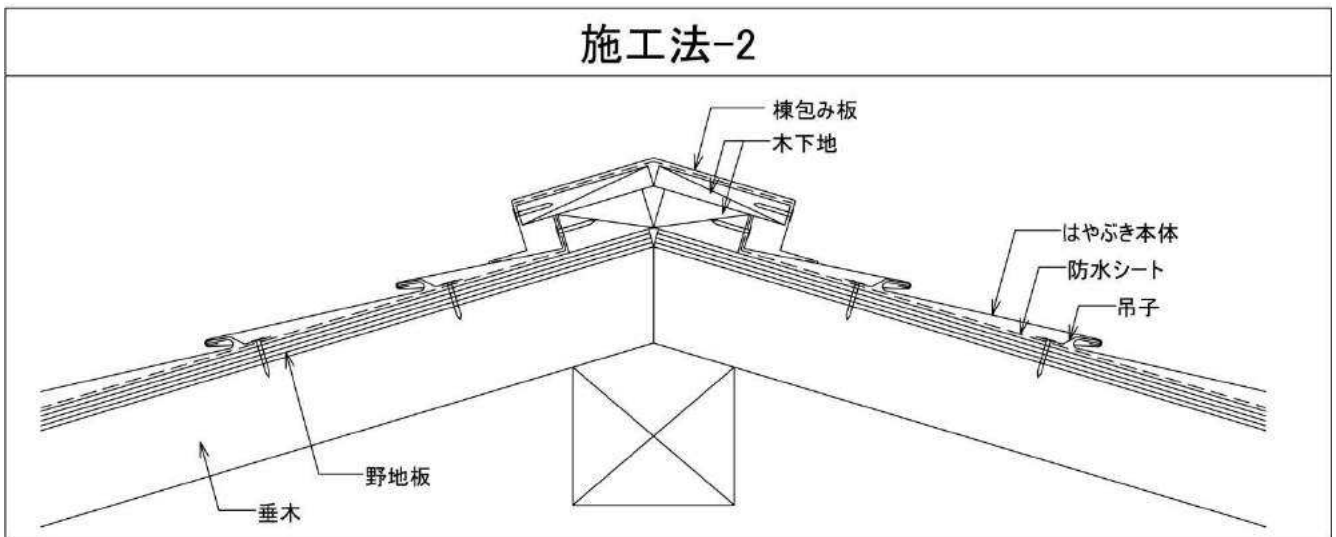 施工法-2
棟包み板
木下地
はやぶき本体
防水シート
吊子
野地板
垂木